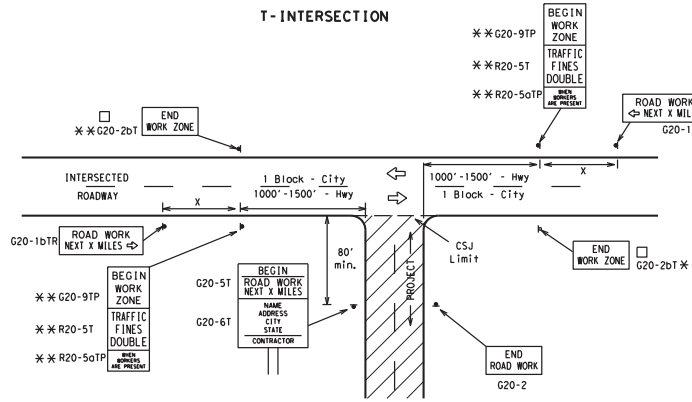 T-INTERSECTION
BEGIN
WORK
ZONE
** G20-9TP
TRAFFIC
FINES
DOUBLE
** R20-5T
WHEN
WORKERS
ARE PRESENT
** R20-5aTP
ROAD WORK
⇦ NEXT X MIL
G20-1
END
WORK ZONE
□
** G20-2bT
INTERSECTED
ROADWAY
X
1 Block - City
1000'-1500' - Hwy
⇦
⇨
1000'-1500' - Hwy
1 Block - City
X
G20-1bTR
ROAD WORK
NEXT X MILES ⇨
80'
min.
CSJ
Limit
END
WORK ZONE
□
G20-2bT *
BEGIN
WORK
ZONE
** G20-9TP
TRAFFIC
FINES
DOUBLE
** R20-5T
WHEN
WORKERS
ARE PRESENT
** R20-5aTP
G20-5T
BEGIN
ROAD WORK
NEXT X MILES
G20-6T
NAME
ADDRESS
CITY
STATE
CONTRACTOR
PROJECT
END
ROAD WORK
G20-2